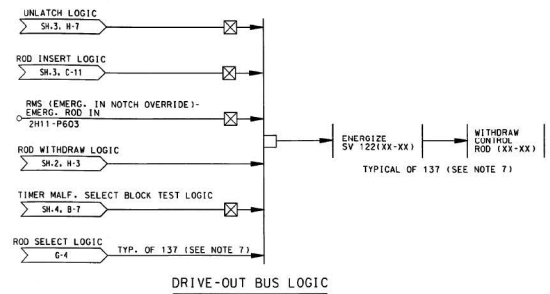 UNLATCH LOGIC
SH.3, H-7
ROD INSERT LOGIC
SH.3, C-11
RMS (EMERG. IN NOTCH OVERRIDE)-
EMERG. ROD IN
2H11-P603
ENERGIZE
SV 122(XX-XX)
WITHDRAW
CONTROL
ROD (XX-XX)
ROD WITHDRAW LOGIC
SH.2, H-3
TYPICAL OF 137 (SEE NOTE 7)
TIMER MALF. SELECT BLOCK TEST LOGIC
SH.4, B-7
ROD SELECT LOGIC
G-4
TYP. OF 137 (SEE NOTE 7)
DRIVE-OUT BUS LOGIC